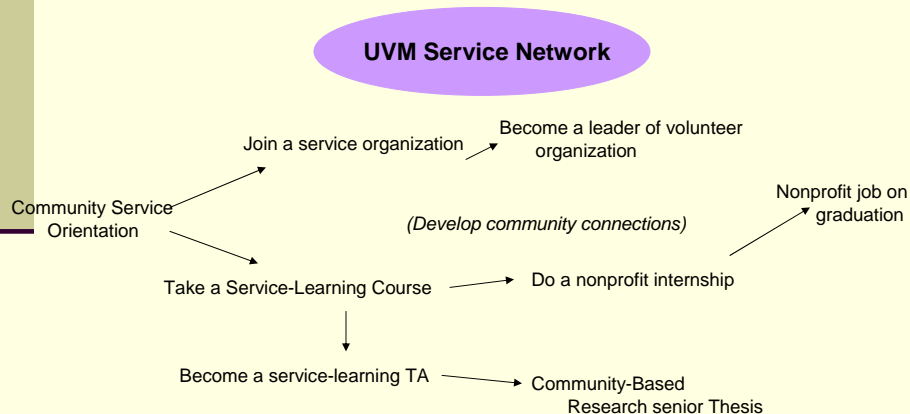 UVM Service Network
Join a service organization
Become a leader of volunteer
organization
Community Service
Orientation
(Develop community connections)
Nonprofit job on
graduation
Take a Service-Learning Course
Do a nonprofit internship
Become a service-learning TA
Community-Based
Research senior Thesis